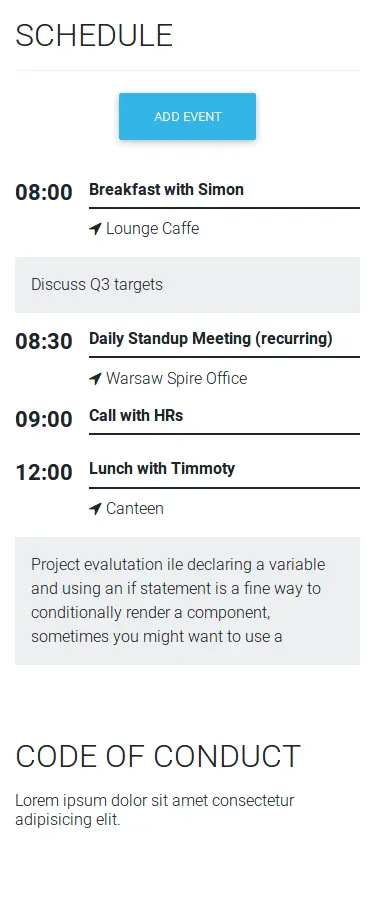 SCHEDULE
ADD EVENT
08:00 Breakfast with Simon
Lounge Caffe
Discuss Q3 targets
08:30 Daily Standup Meeting (recurring)
Warsaw Spire Office
09:00 Call with HRs
12:00 Lunch with Timmoty
Canteen
Project evalutation ile declaring a variable
and using an if statement is a fine way to
conditionally render a component,
sometimes you might want to use a
CODE OF CONDUCT
Lorem ipsum dolor sit amet consectetur
adipisicing elit.